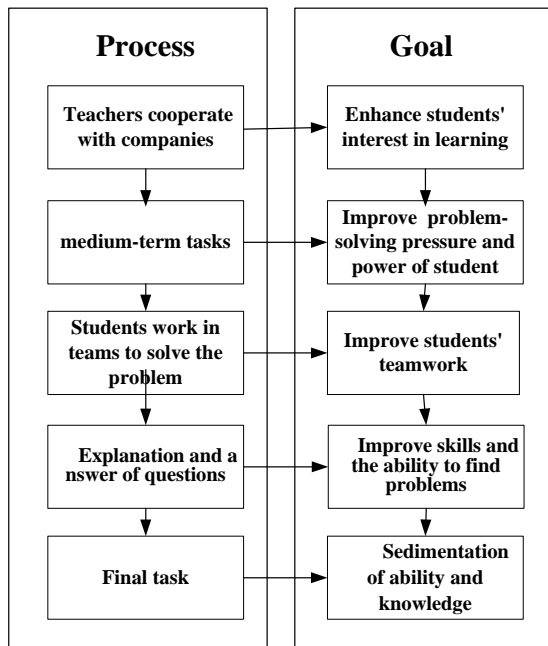 Process
Teachers cooperate
with companies
medium-term tasks
Students work in
teams to solve the
problem
Explanation and a
nswer of questions
Final task
Goal
Enhance students'
interest in learning
Improve problem-
solving pressure and
power of student
Improve students'
teamwork
Improve skills and
the ability to find
problems
Sedimentation
of ability and
knowledge